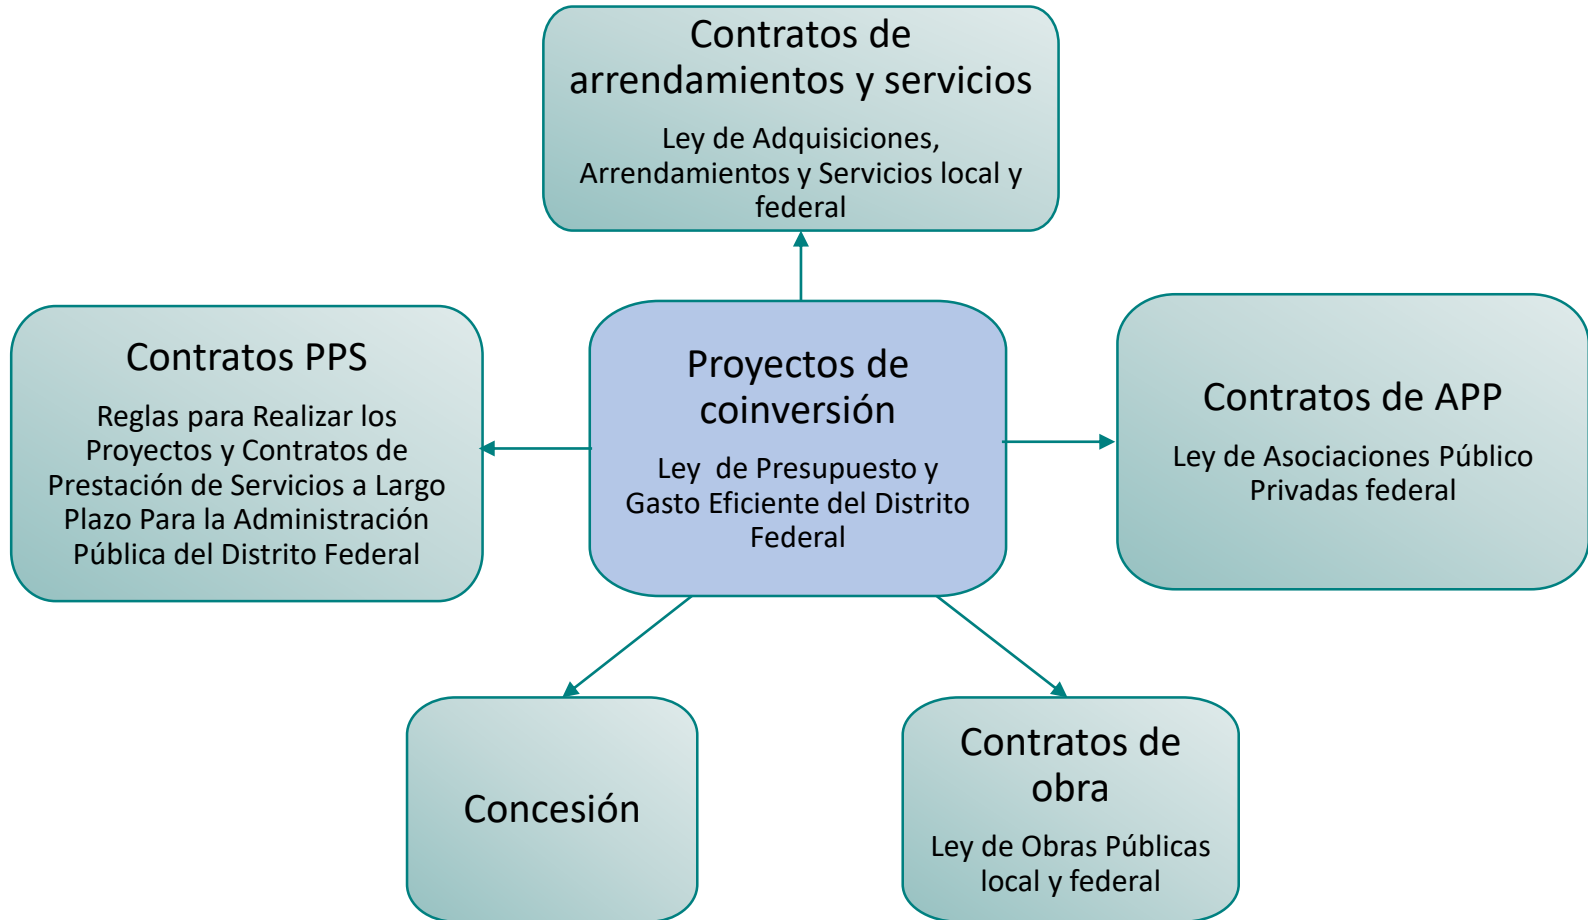 Contratos de
arrendamientos y servicios
Ley de Adquisiciones,
Arrendamientos y Servicios local y
federal
Contratos PPS
Reglas para Realizar los
Proyectos y Contratos de
Prestación de Servicios a Largo
Plazo Para la Administración
Pública del Distrito Federal
Proyectos de
coinversión
Ley  de Presupuesto y
Gasto Eficiente del Distrito
Federal
Contratos de APP
Ley de Asociaciones Público
Privadas federal
Concesión
Contratos de
obra
Ley de Obras Públicas
local y federal